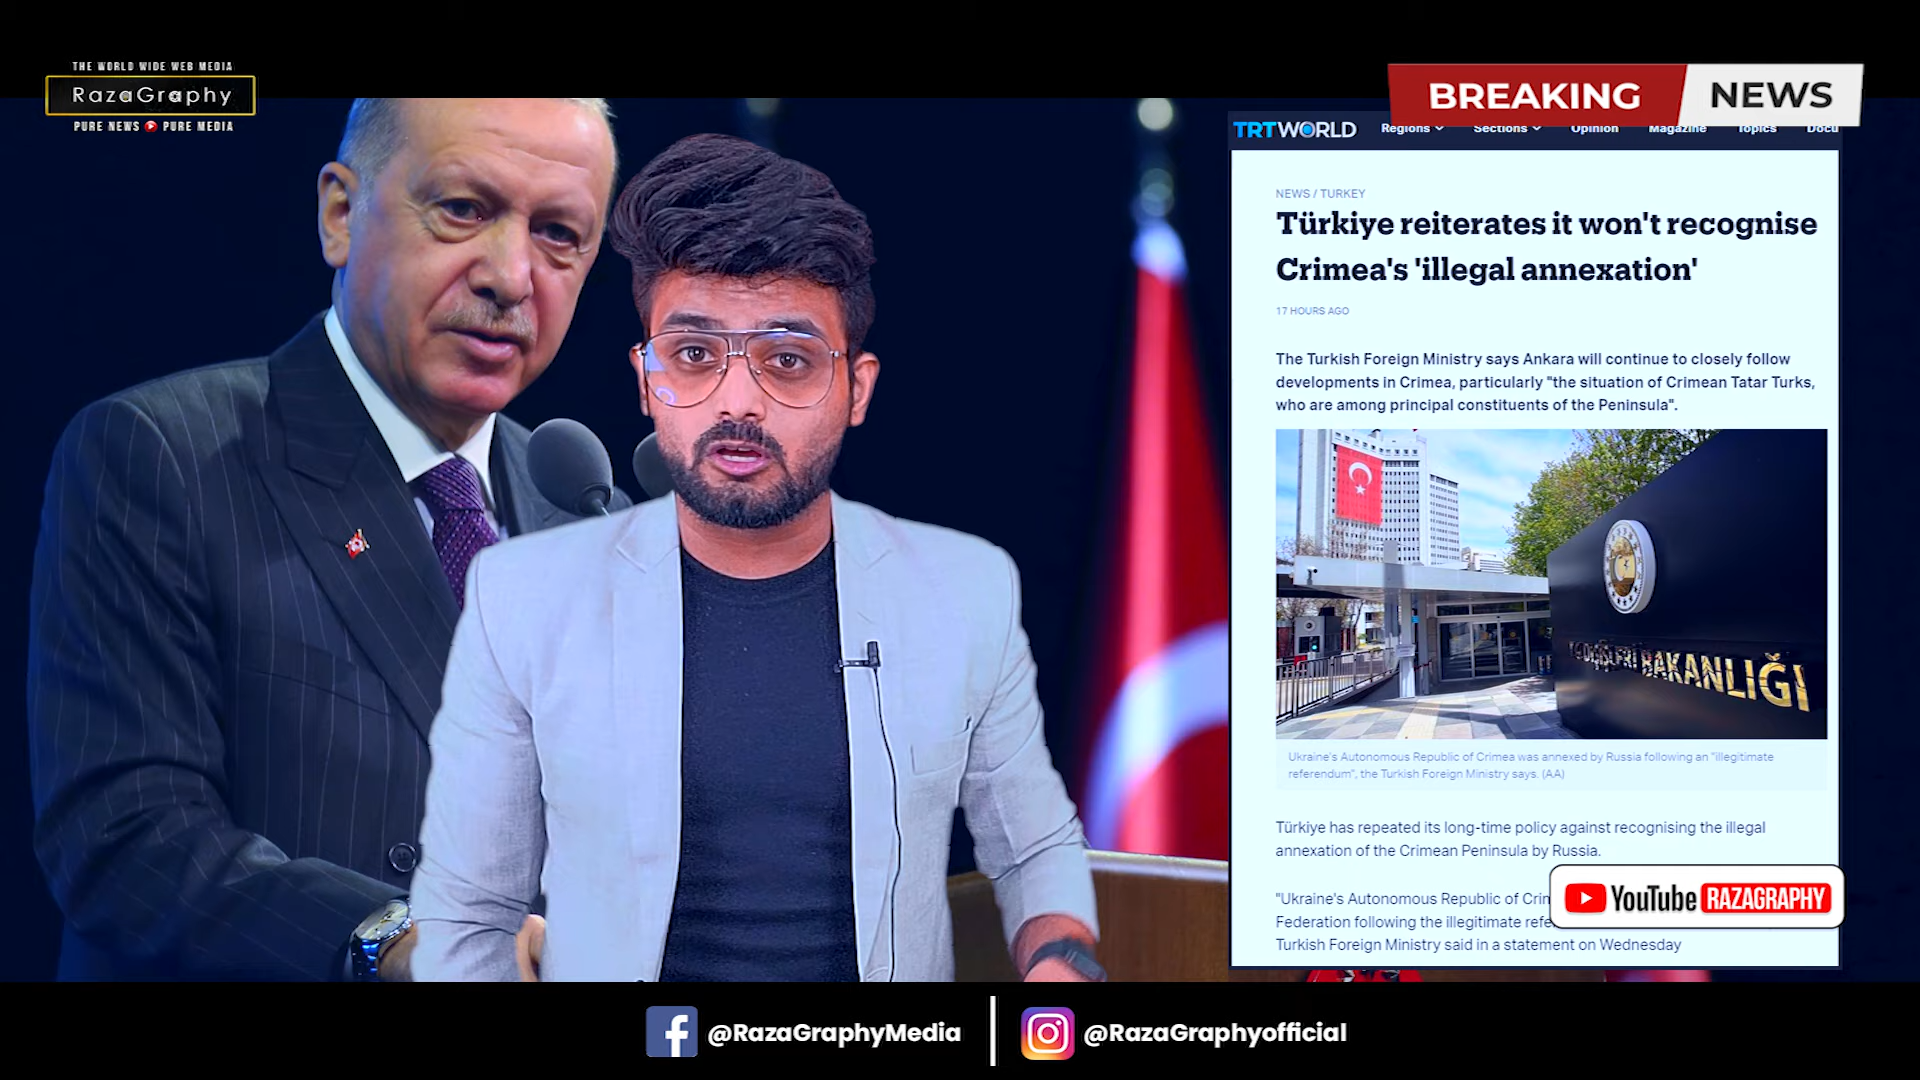 THE WORLD WIDE WEB MEDIA
RazaGraphy
PURE NEWS PURE MEDIA
BREAKING NEWS
TRTWORLD Regions Sections Opinion Magazine Topics Docu
NEWS / TURKEY
Türkiye reiterates it won't recognise
Crimea's 'illegal annexation'
17 HOURS AGO
The Turkish Foreign Ministry says Ankara will continue to closely follow
developments in Crimea, particularly "the situation of Crimean Tatar Turks,
who are among principal constituents of the Peninsula".
BAKANLIĞI
Ukraine's Autonomous Republic of Crimea was annexed by Russia following an "illegitimate
referendum", the Turkish Foreign Ministry says. (AA)
Türkiye has repeated its long-time policy against recognising the illegal
annexation of the Crimean Peninsula by Russia.
"Ukraine's Autonomous Republic of Crim
Federation following the illegitimate refe
Turkish Foreign Ministry said in a statement on Wednesday
YouTube RAZAGRAPHY
@RazaGraphyMedia
@RazaGraphyofficial